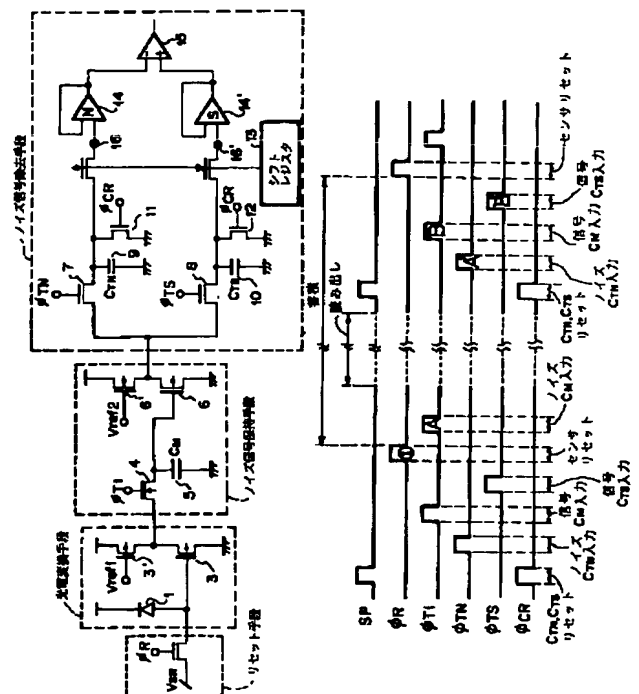 ノイズ信号除去手段
φTN
7
CTN
9
φCR
11
16
14
N
15
φTS
8
CTS
10
φCR
12
16'
14'
S
13
シフト
レジスタ
ノイズ信号保持手段
Vref2
6'
6
φT1
4
CM
5
光電変換手段
Vref1
3'
3
1
リセット手段
φR
SP
φR
φT1
φTN
φTS
φCR
蓄積
読み出し
CTN,CTS
リセット
ノイズ
CTN入力
信号
CM入力
信号
CTS入力
センサリセット
ノイズ
CM入力
CTN,CTS
リセット
ノイズ
CTN入力
信号
CM入力
信号
CTS入力
センサリセット